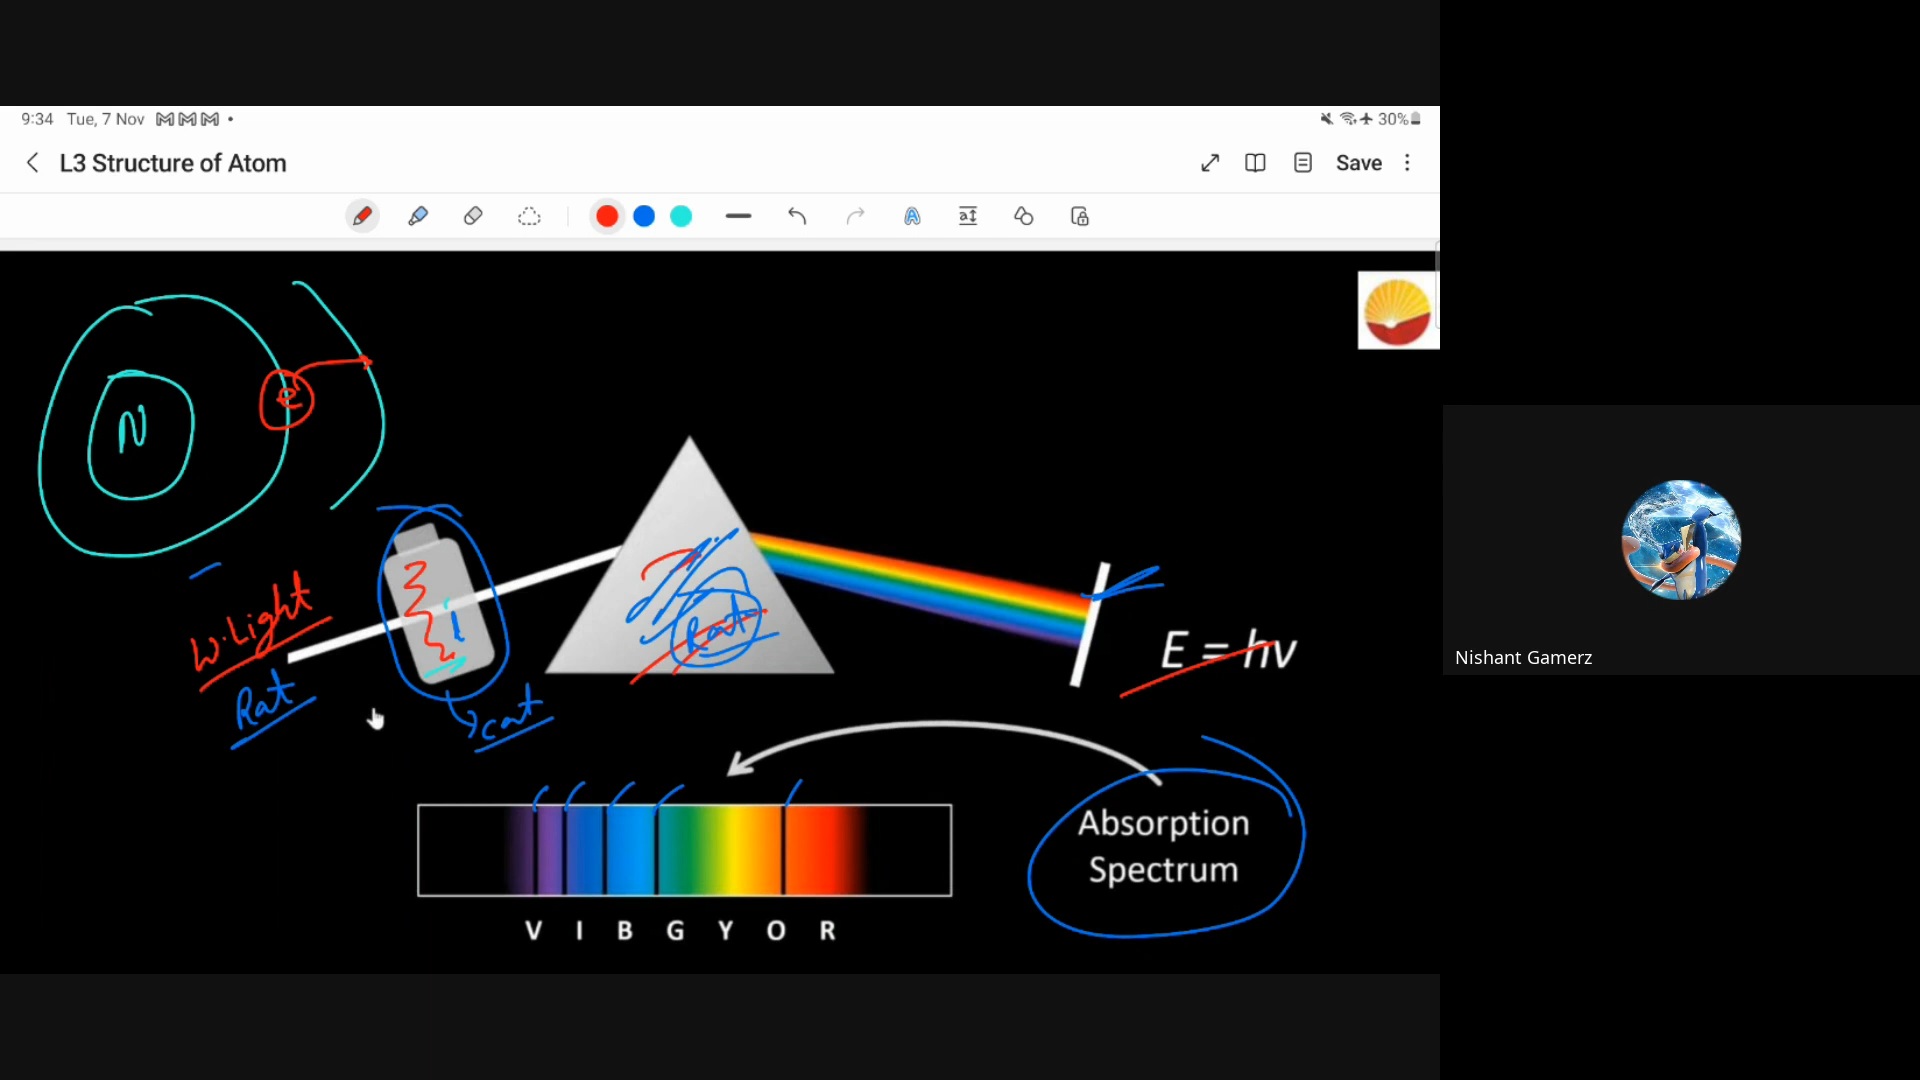 9:34 Tue, 7 Nov
30%
L3 Structure of Atom
Save
N
e
W.Light
Rat
cat
Rat
E = hν
Absorption
Spectrum
V I B G Y O R
Nishant Gamerz